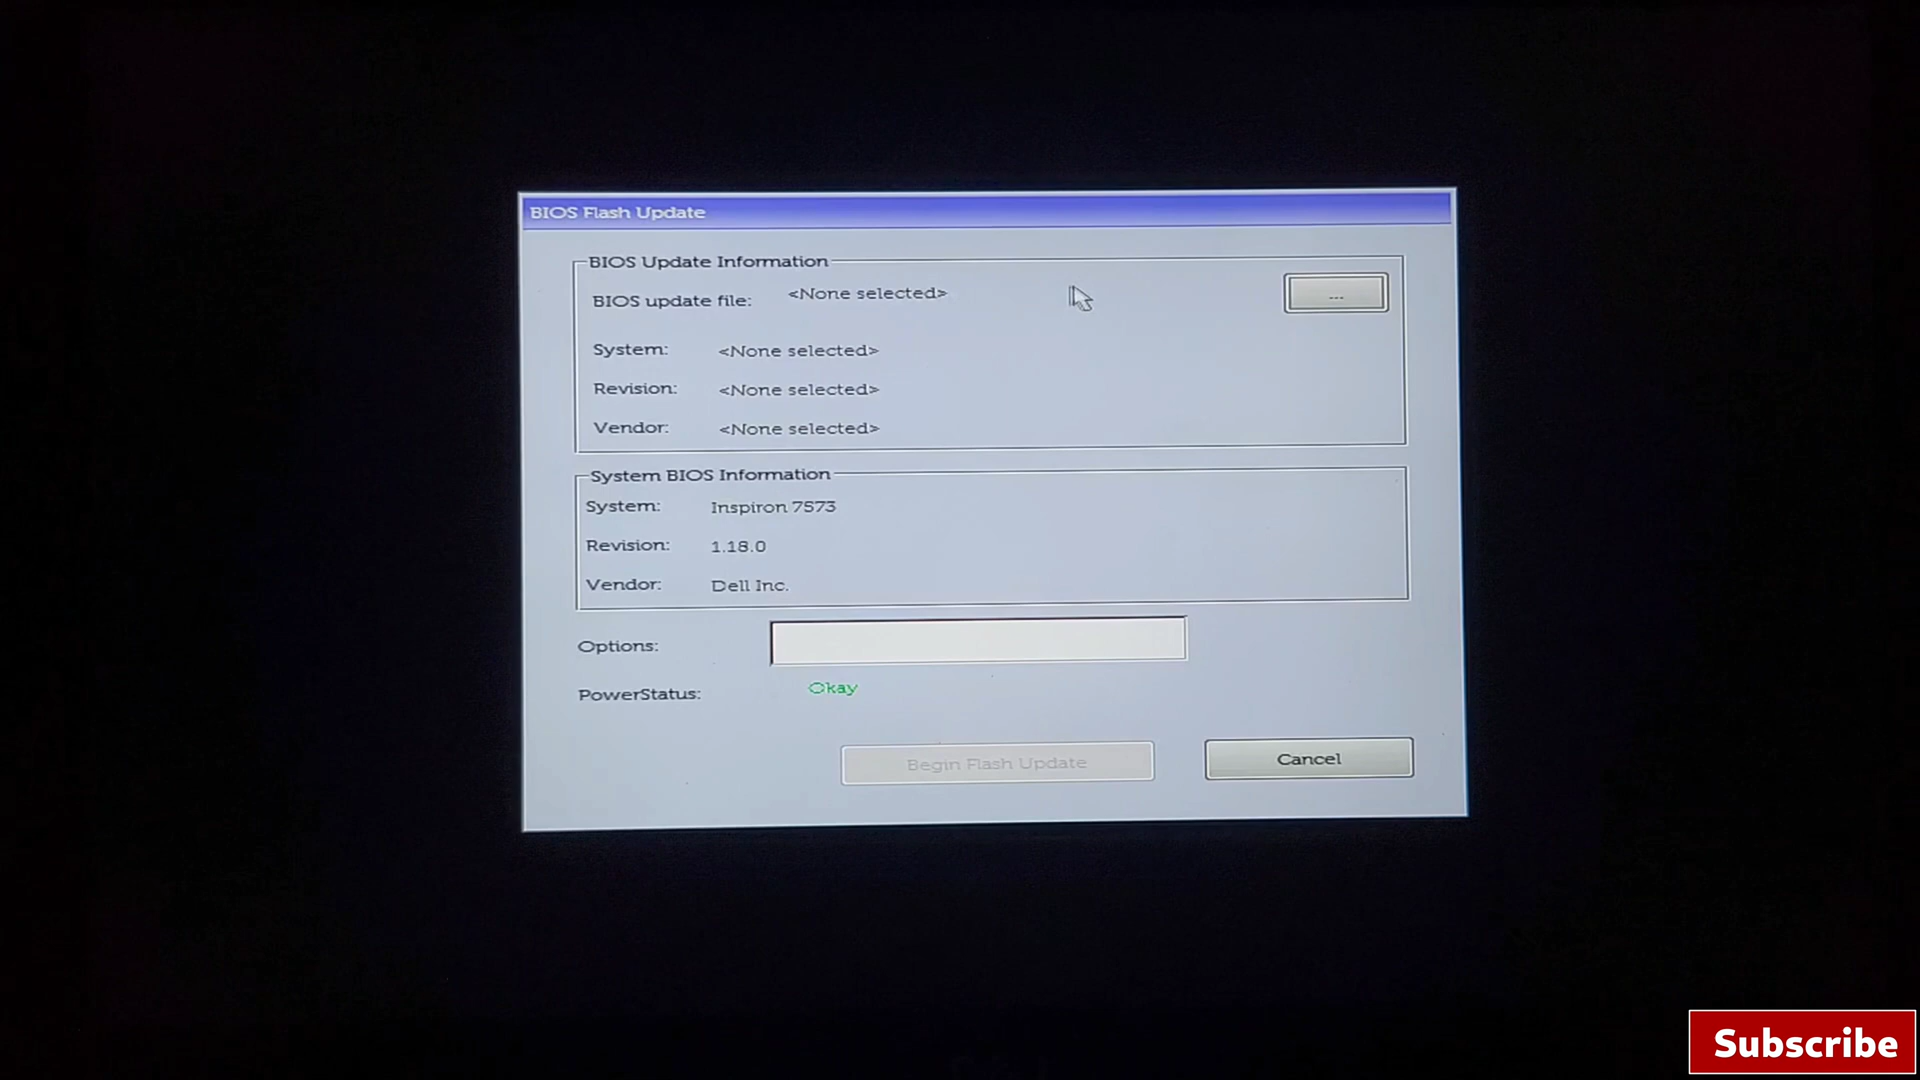 BIOS Flash Update
BIOS Update Information
BIOS update file: <None selected> ...
System: <None selected>
Revision: <None selected>
Vendor: <None selected>
System BIOS Information
System: Inspiron 7573
Revision: 1.18.0
Vendor: Dell Inc.
Options:
PowerStatus: Okay
Begin Flash Update Cancel
Subscribe